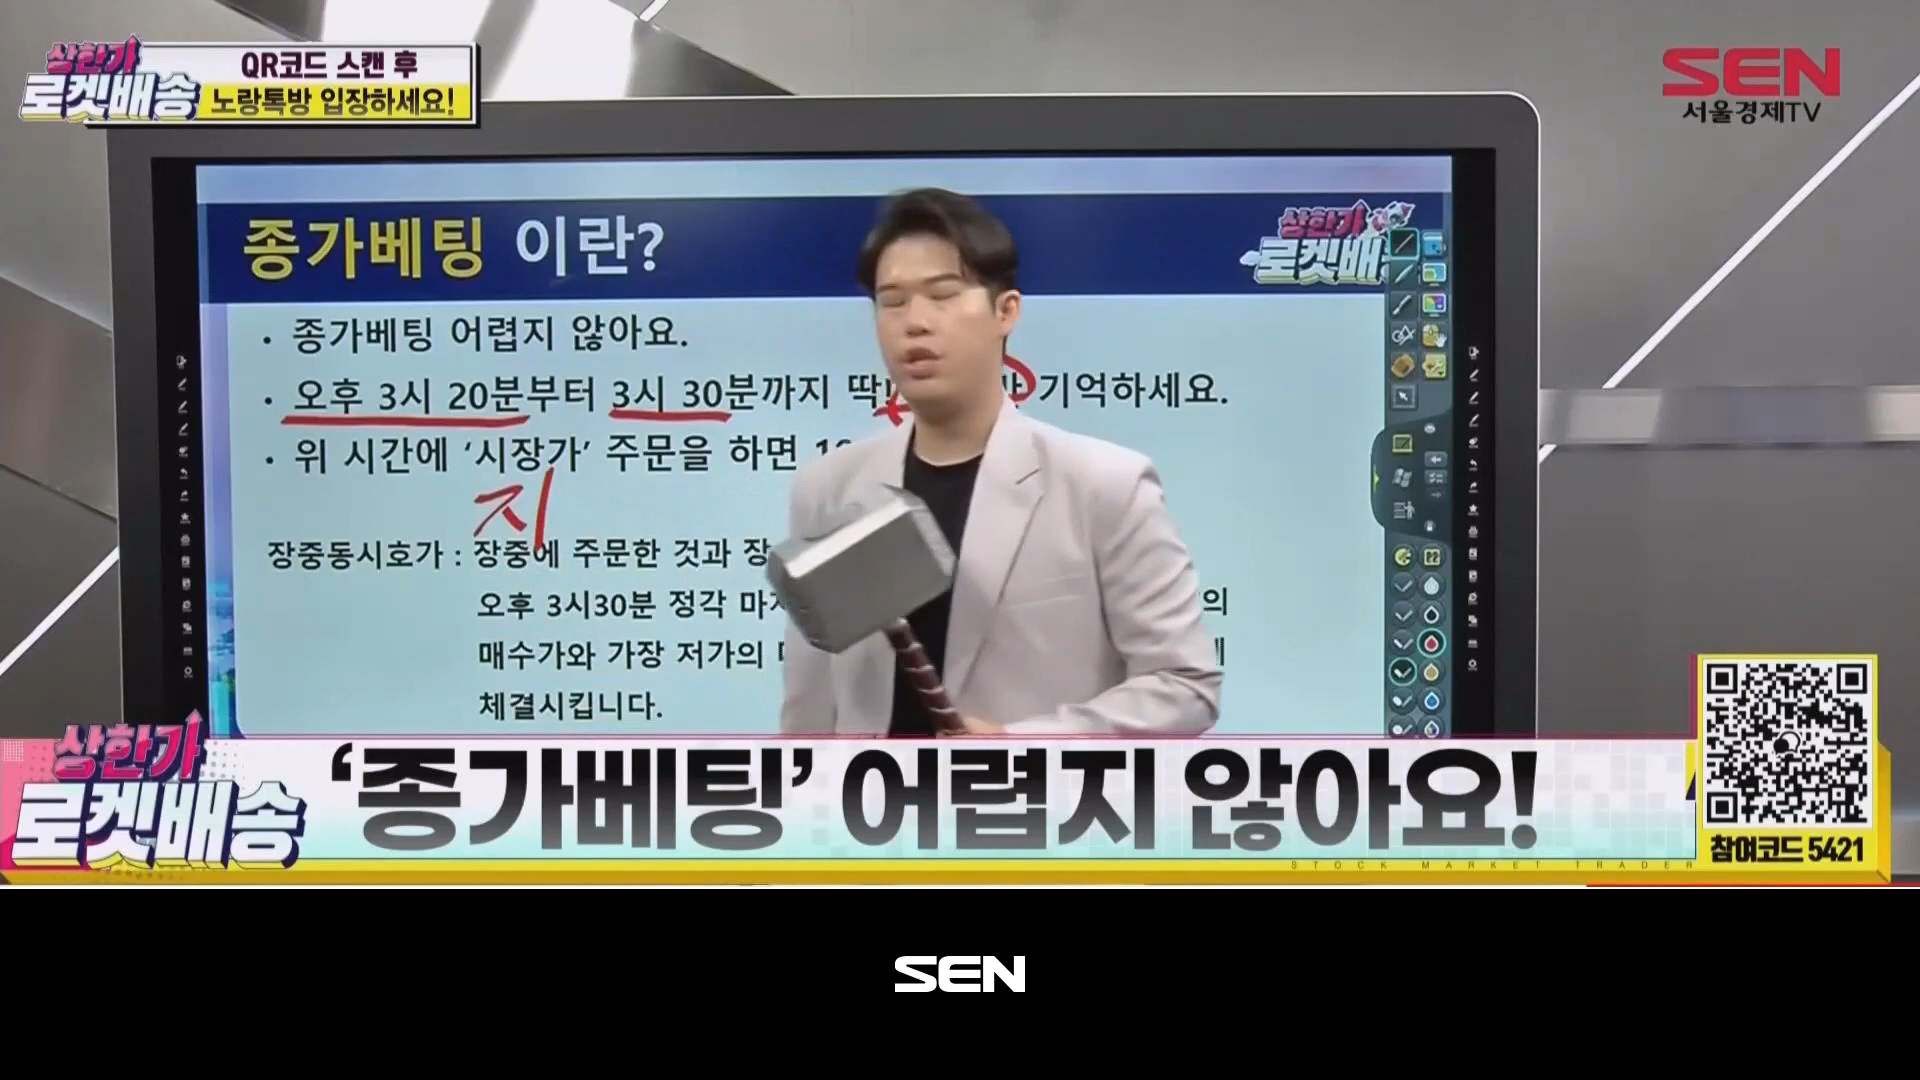 상한가
로켓배송
QR코드 스캔 후
노랑톡방 입장하세요!
SEN
서울경제TV
종가베팅 이란?
상한가
로켓배
• 종가베팅 어렵지 않아요.
• 오후 3시 20분부터 3시 30분까지 딱 기억하세요.
• 위 시간에 ‘시장가’ 주문을 하면
지
장중동시호가 : 장중에 주문한 것과 장
오후 3시30분 정각 의
매수가와 가장 저가의
체결시킵니다.
상한가
로켓배송
‘종가베팅’ 어렵지 않아요!
STOCK MARKET TRADER
참여코드 5421
SEN